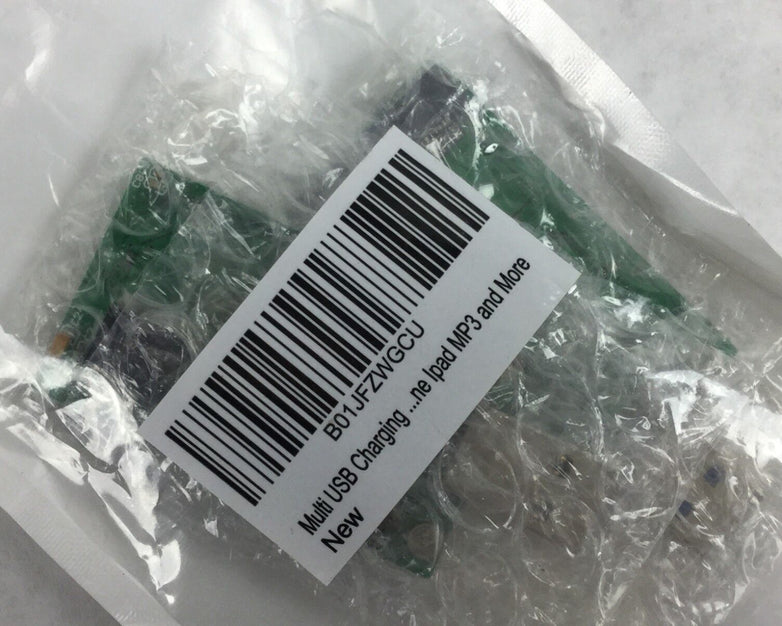 B01JFZWGCU
Multi USB Charging ...ne Ipad MP3 and More
New